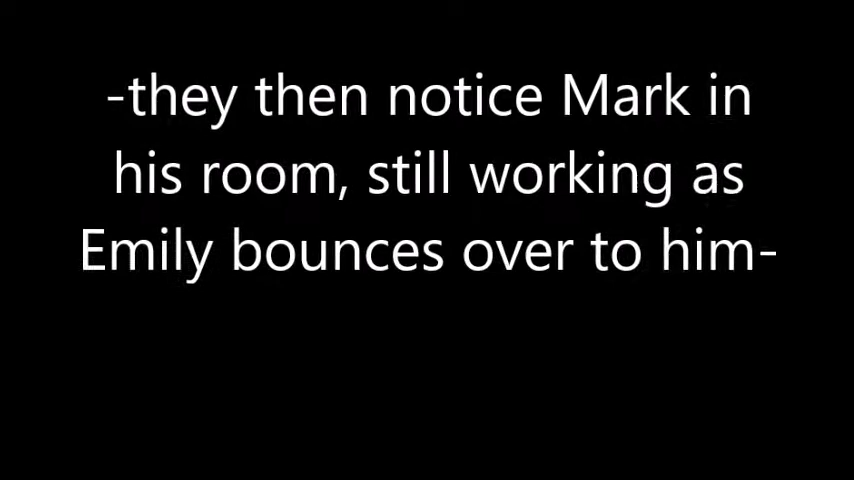 -they then notice Mark in
his room, still working as
Emily bounces over to him-